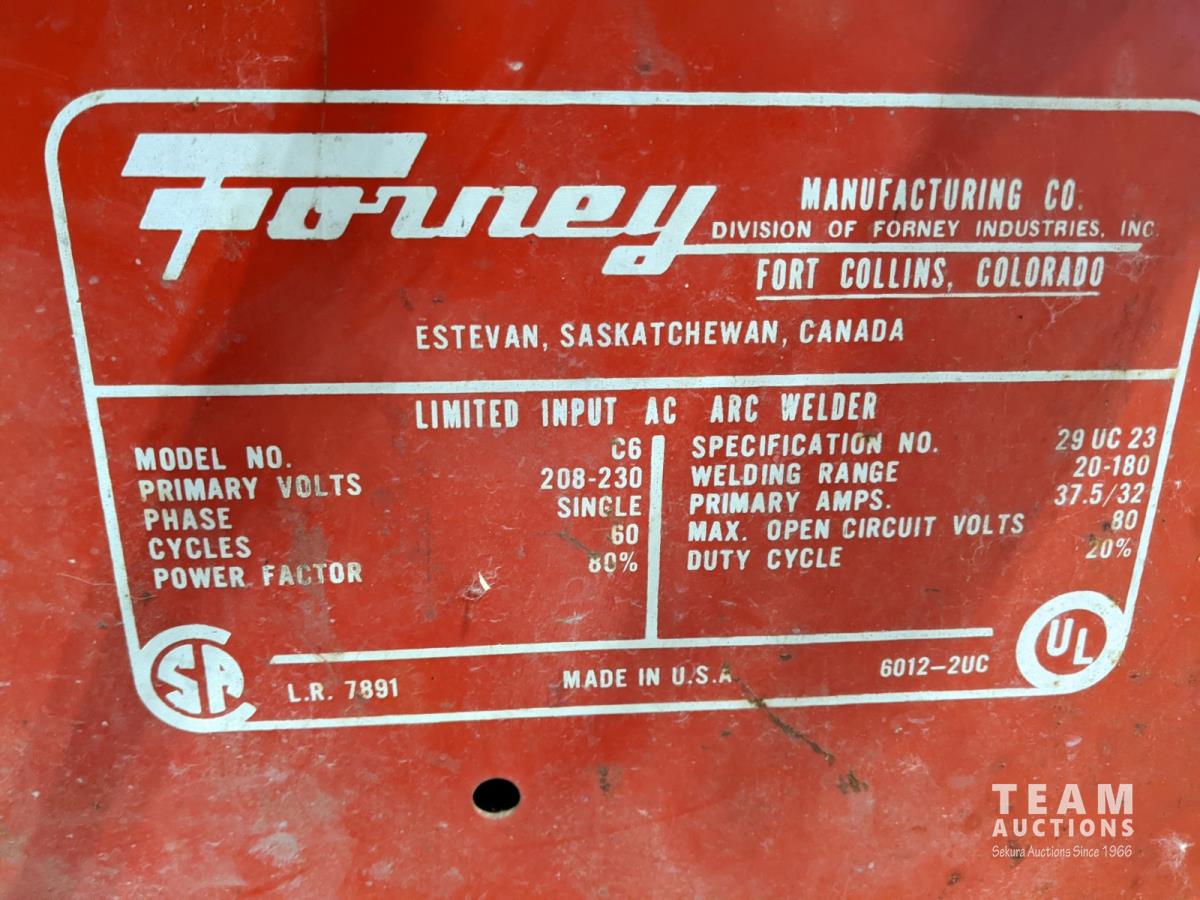 Forney
MANUFACTURING CO.
DIVISION OF FORNEY INDUSTRIES, INC.
FORT COLLINS, COLORADO
ESTEVAN, SASKATCHEWAN, CANADA
LIMITED INPUT AC ARC WELDER
MODEL NO. C6
PRIMARY VOLTS 208-230
PHASE SINGLE
CYCLES 60
POWER FACTOR 80%
SPECIFICATION NO. 29 UC 23
WELDING RANGE 20-180
PRIMARY AMPS. 37.5/32
MAX. OPEN CIRCUIT VOLTS 80
DUTY CYCLE 20%
SA
L.R. 7891
MADE IN U.S.A.
6012-2UC
UL
TEAM
AUCTIONS
Sekura Auctions Since 1966